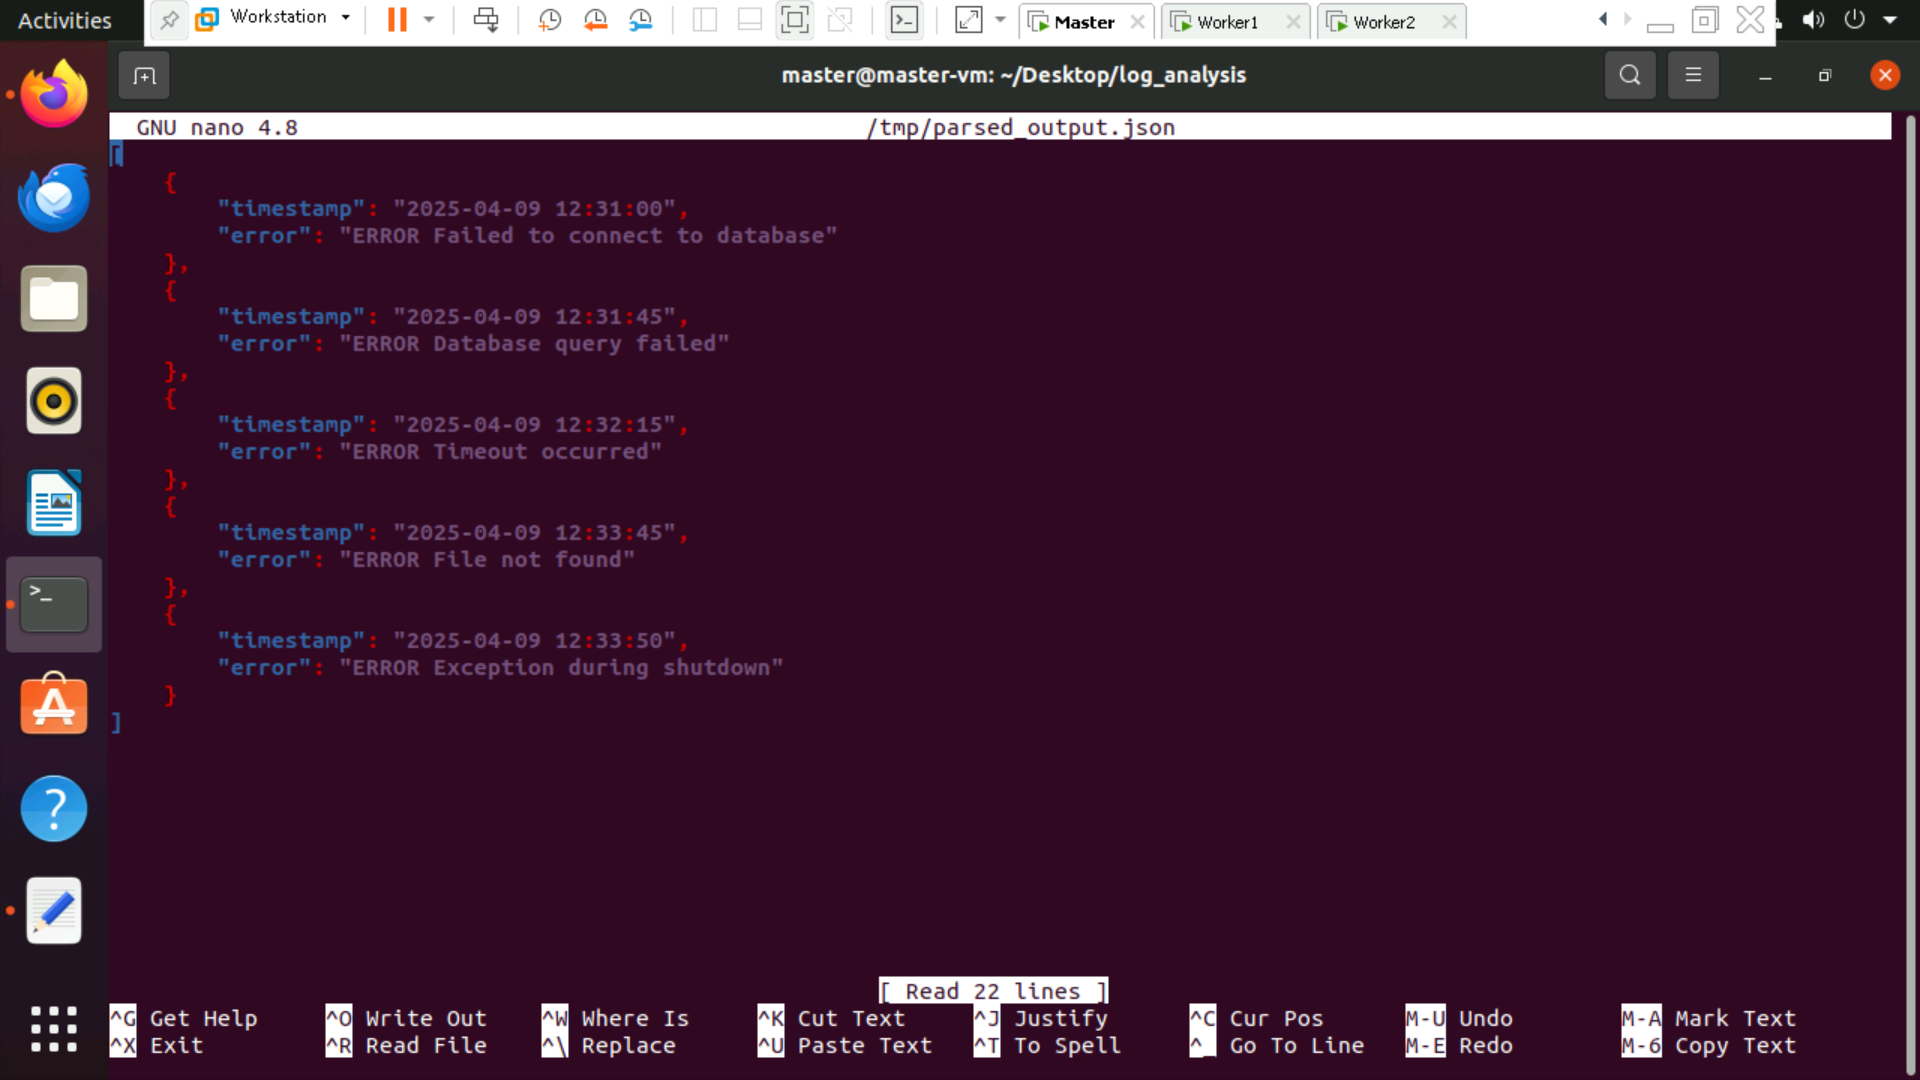 Activities
Workstation
Master
Worker1
Worker2
master@master-vm: ~/Desktop/log_analysis
GNU nano 4.8
/tmp/parsed_output.json
[
    {
        "timestamp": "2025-04-09 12:31:00",
        "error": "ERROR Failed to connect to database"
    },
    {
        "timestamp": "2025-04-09 12:31:45",
        "error": "ERROR Database query failed"
    },
    {
        "timestamp": "2025-04-09 12:32:15",
        "error": "ERROR Timeout occurred"
    },
    {
        "timestamp": "2025-04-09 12:33:45",
        "error": "ERROR File not found"
    },
    {
        "timestamp": "2025-04-09 12:33:50",
        "error": "ERROR Exception during shutdown"
    }
]
[ Read 22 lines ]
^G Get Help ^O Write Out ^W Where Is ^K Cut Text ^J Justify ^C Cur Pos M-U Undo M-A Mark Text
^X Exit ^R Read File ^\ Replace ^U Paste Text ^T To Spell ^_ Go To Line M-E Redo M-6 Copy Text